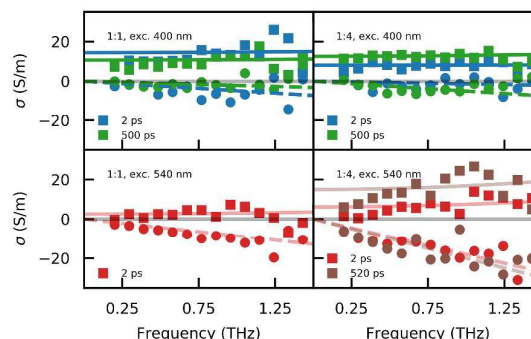 1:1, exc. 400 nm
1:4, exc. 400 nm
σ (S/m)
20
0
−20
2 ps
500 ps
2 ps
500 ps
1:1, exc. 540 nm
1:4, exc. 540 nm
σ (S/m)
20
0
−20
2 ps
2 ps
520 ps
0.25 0.75 1.25 0.25 0.75 1.25
Frequency (THz) Frequency (THz)